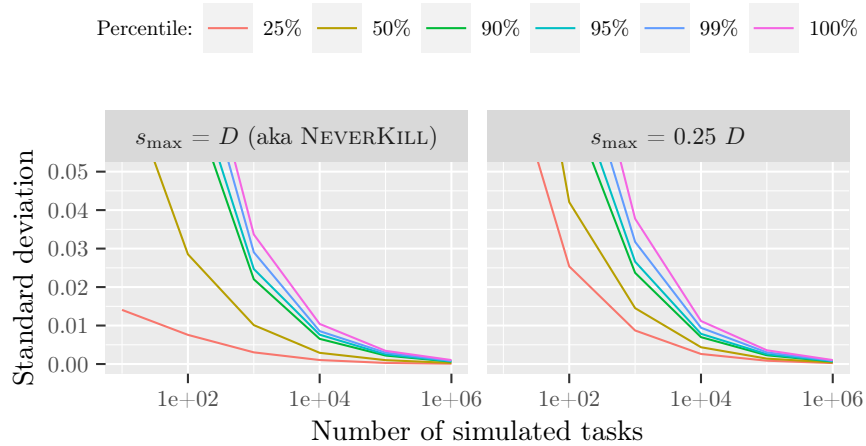 Percentile: 25% 50% 90% 95% 99% 100%
s_max = D (aka NEVERKILL) s_max = 0.25 D
Standard deviation
0.05
0.04
0.03
0.02
0.01
0.00
1e+02 1e+04 1e+06 1e+02 1e+04 1e+06
Number of simulated tasks